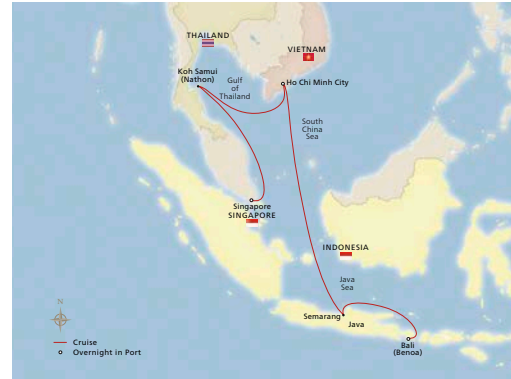 THAILAND
VIETNAM
Koh Samui
(Nathon)
Gulf
of
Thailand
Ho Chi Minh City
South
China
Sea
Singapore
SINGAPORE
INDONESIA
Java
Sea
Semarang
Java
Bali
(Benoa)
N
Cruise
Overnight in Port